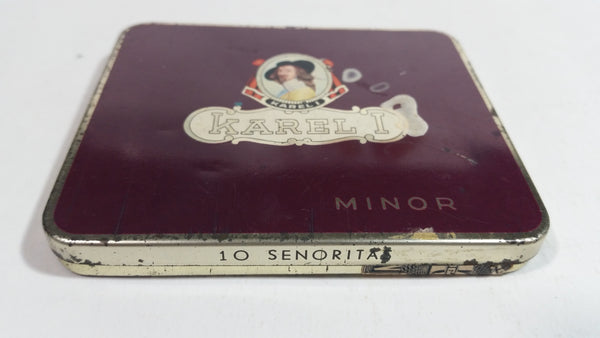 KAREL I
KAREL I
MINOR
10 SENORITAS